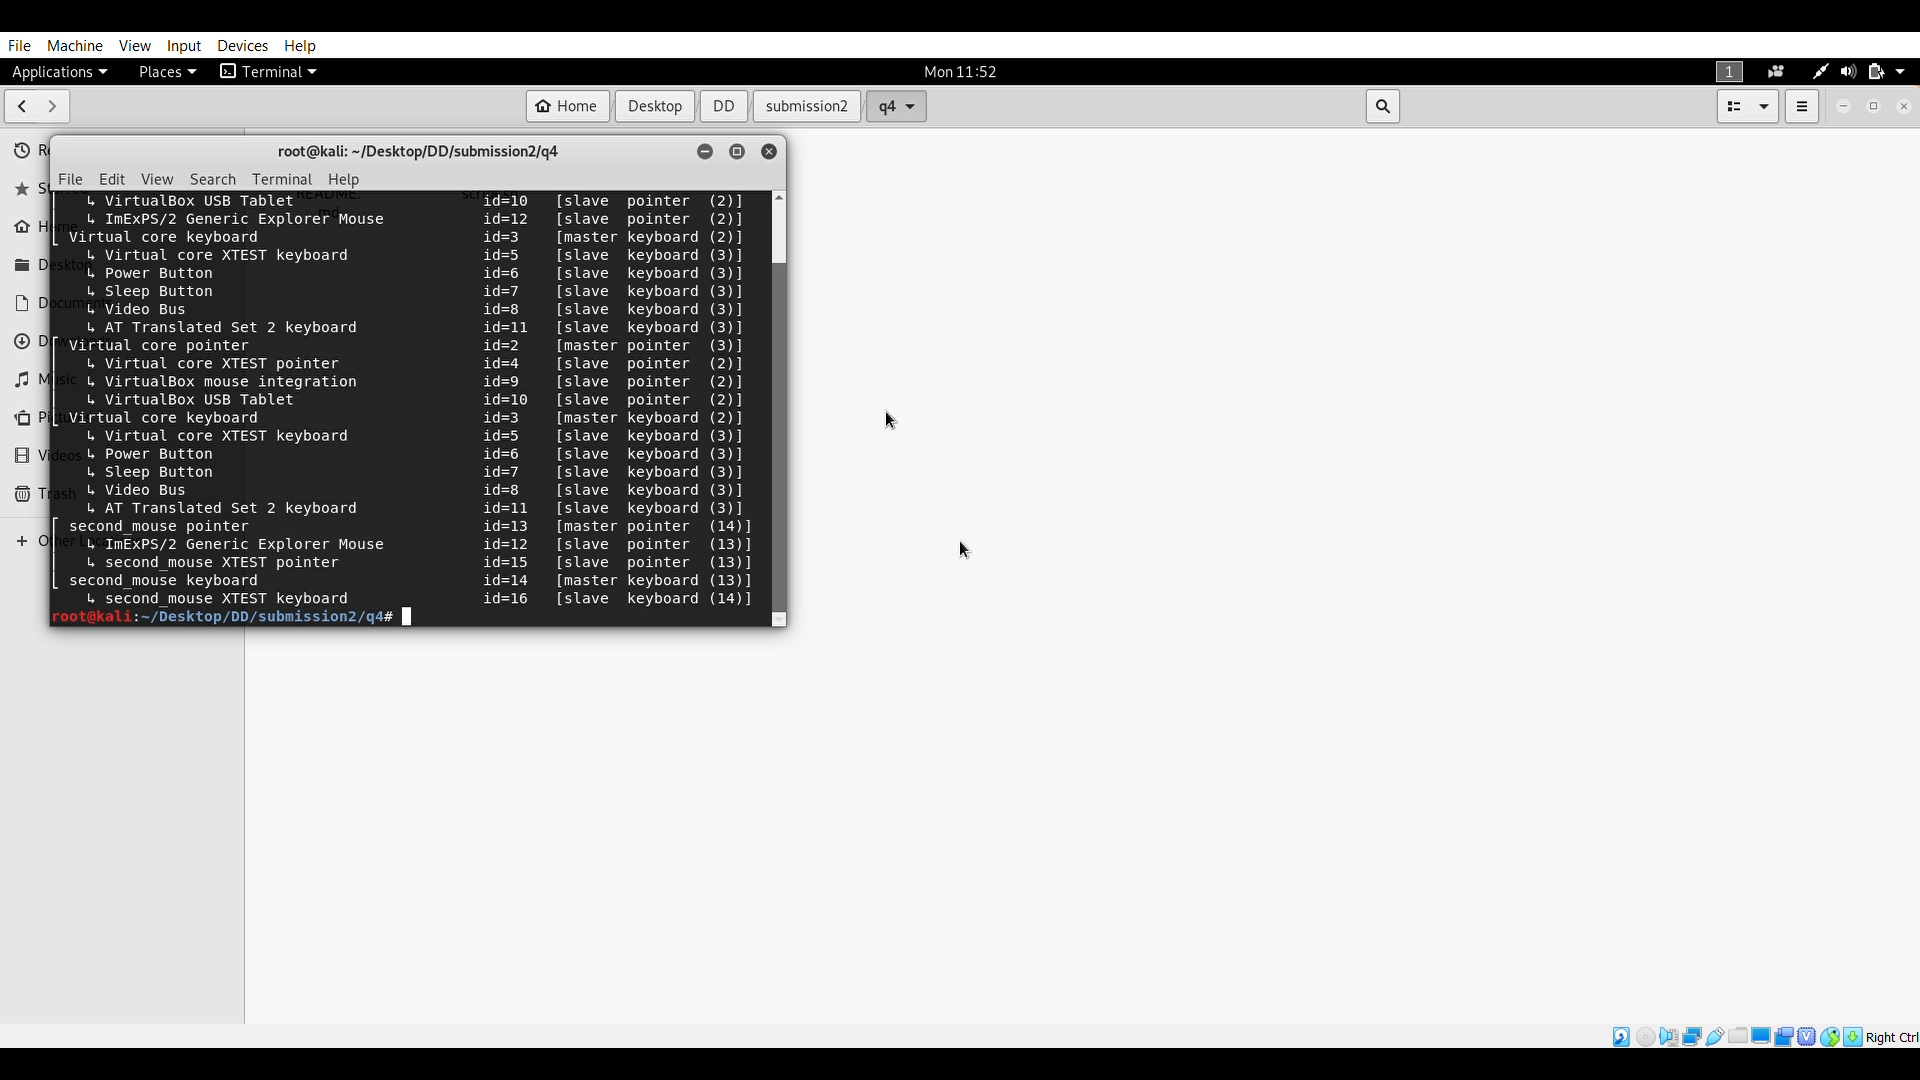 File Machine View Input Devices Help
Applications Places Terminal Mon 11:52 1
Home Desktop DD submission2 q4
root@kali: ~/Desktop/DD/submission2/q4
File Edit View Search Terminal Help
README.
↳ VirtualBox USB Tablet id=10 [slave pointer (2)]
↳ ImExPS/2 Generic Explorer Mouse id=12 [slave pointer (2)]
⎣ Virtual core keyboard id=3 [master keyboard (2)]
↳ Virtual core XTEST keyboard id=5 [slave keyboard (3)]
↳ Power Button id=6 [slave keyboard (3)]
↳ Sleep Button id=7 [slave keyboard (3)]
↳ Video Bus id=8 [slave keyboard (3)]
↳ AT Translated Set 2 keyboard id=11 [slave keyboard (3)]
⎡ Virtual core pointer id=2 [master pointer (3)]
↳ Virtual core XTEST pointer id=4 [slave pointer (2)]
↳ VirtualBox mouse integration id=9 [slave pointer (2)]
↳ VirtualBox USB Tablet id=10 [slave pointer (2)]
⎣ Virtual core keyboard id=3 [master keyboard (2)]
↳ Virtual core XTEST keyboard id=5 [slave keyboard (3)]
↳ Power Button id=6 [slave keyboard (3)]
↳ Sleep Button id=7 [slave keyboard (3)]
↳ Video Bus id=8 [slave keyboard (3)]
↳ AT Translated Set 2 keyboard id=11 [slave keyboard (3)]
⎡ second_mouse pointer id=13 [master pointer (14)]
↳ ImExPS/2 Generic Explorer Mouse id=12 [slave pointer (13)]
↳ second_mouse XTEST pointer id=15 [slave pointer (13)]
⎣ second_mouse keyboard id=14 [master keyboard (13)]
↳ second_mouse XTEST keyboard id=16 [slave keyboard (14)]
root@kali:~/Desktop/DD/submission2/q4#
Home
Desktop
Documents
Music
Videos
Trash
Right Ctrl